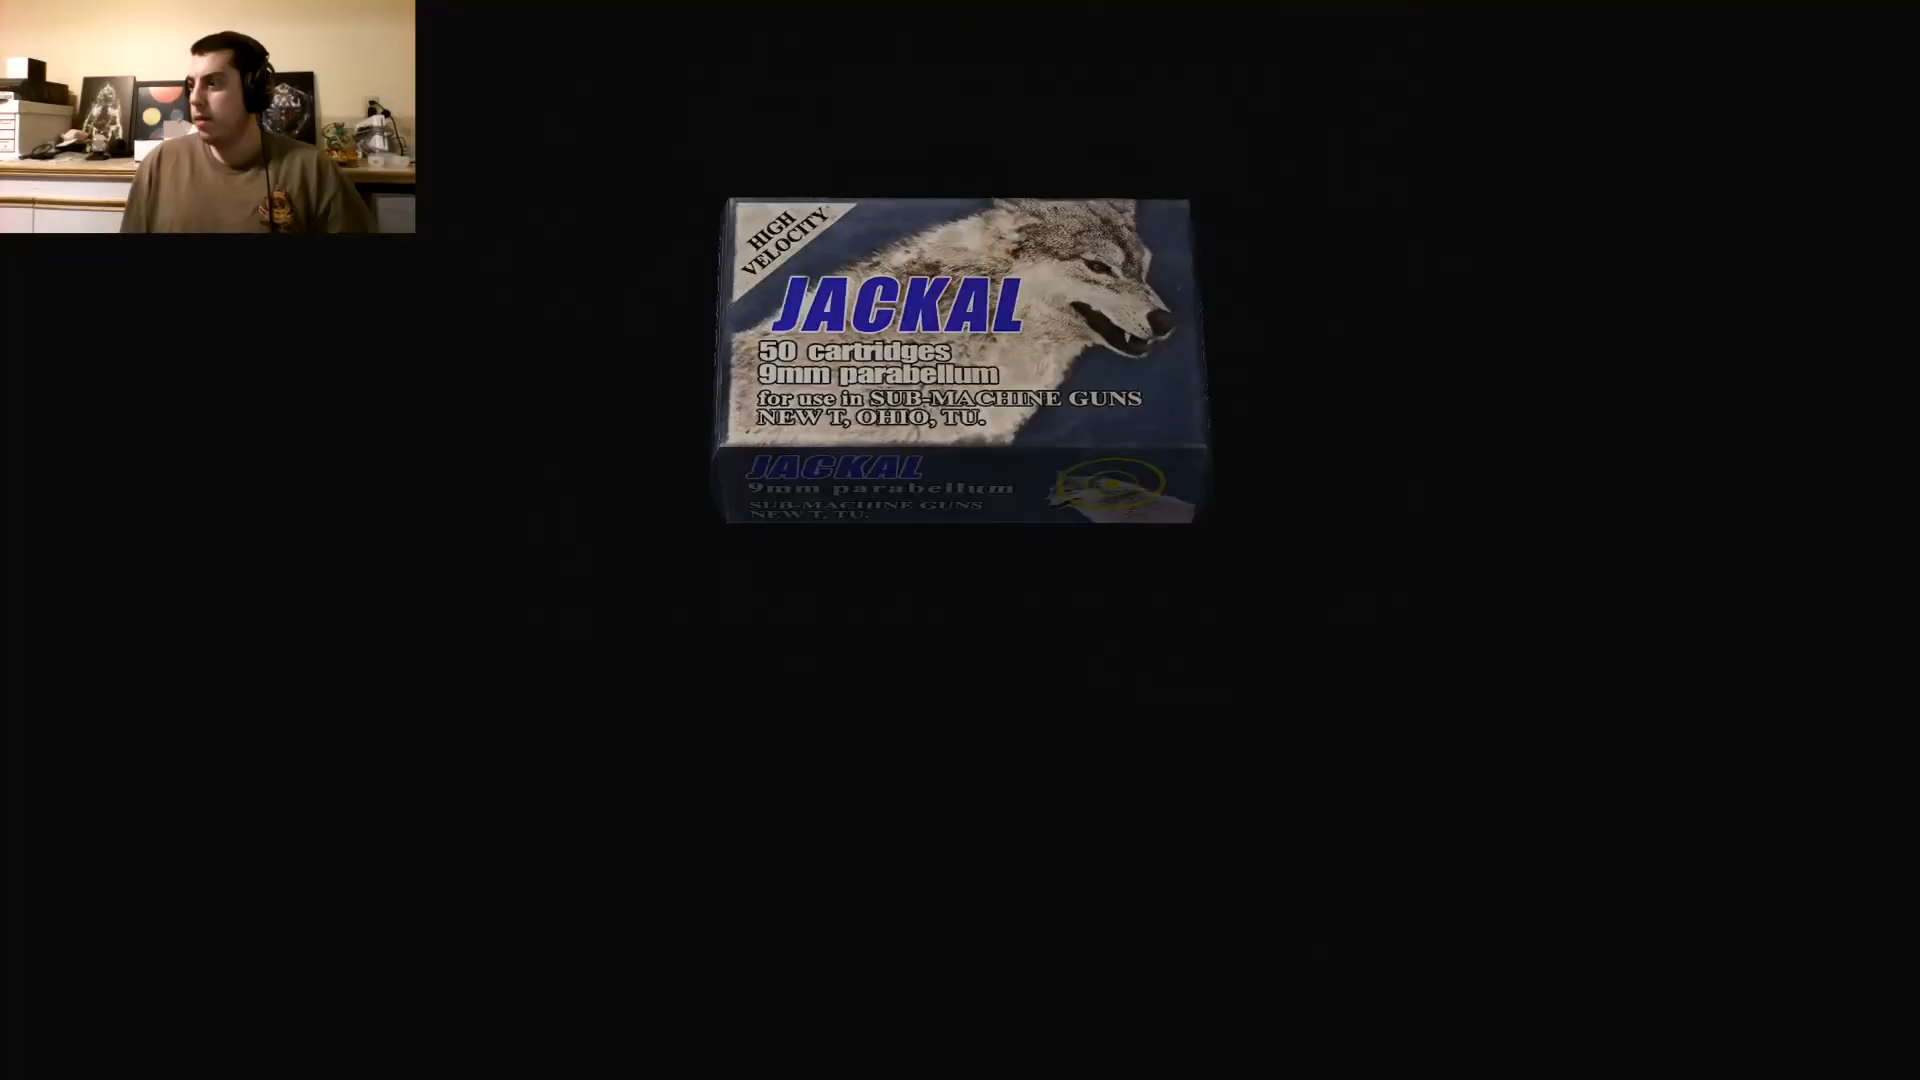 HIGH
VELOCITY
JACKAL
50 cartridges
9mm parabellum
for use in SUB-MACHINE GUNS
NEW T, OHIO, TU.
JACKAL
9mm parabellum
SUB-MACHINE GUNS
NEW T, TU.